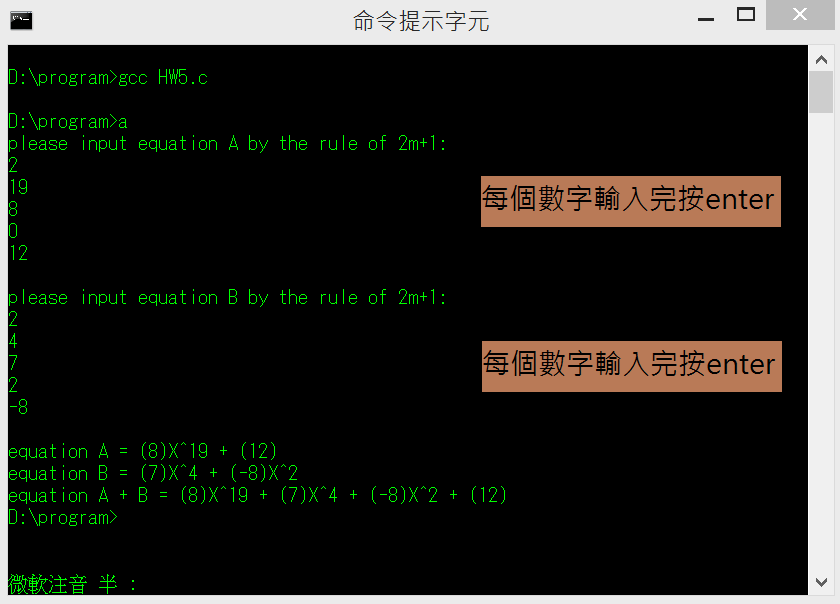 命令提示字元
D:\program>gcc HW5.c
D:\program>a
please input equation A by the rule of 2m+1:
2
19
8
0
12
每個數字輸入完按enter
please input equation B by the rule of 2m+1:
2
4
7
2
-8
每個數字輸入完按enter
equation A = (8)X^19 + (12)
equation B = (7)X^4 + (-8)X^2
equation A + B = (8)X^19 + (7)X^4 + (-8)X^2 + (12)
D:\program>
微軟注音 半 :